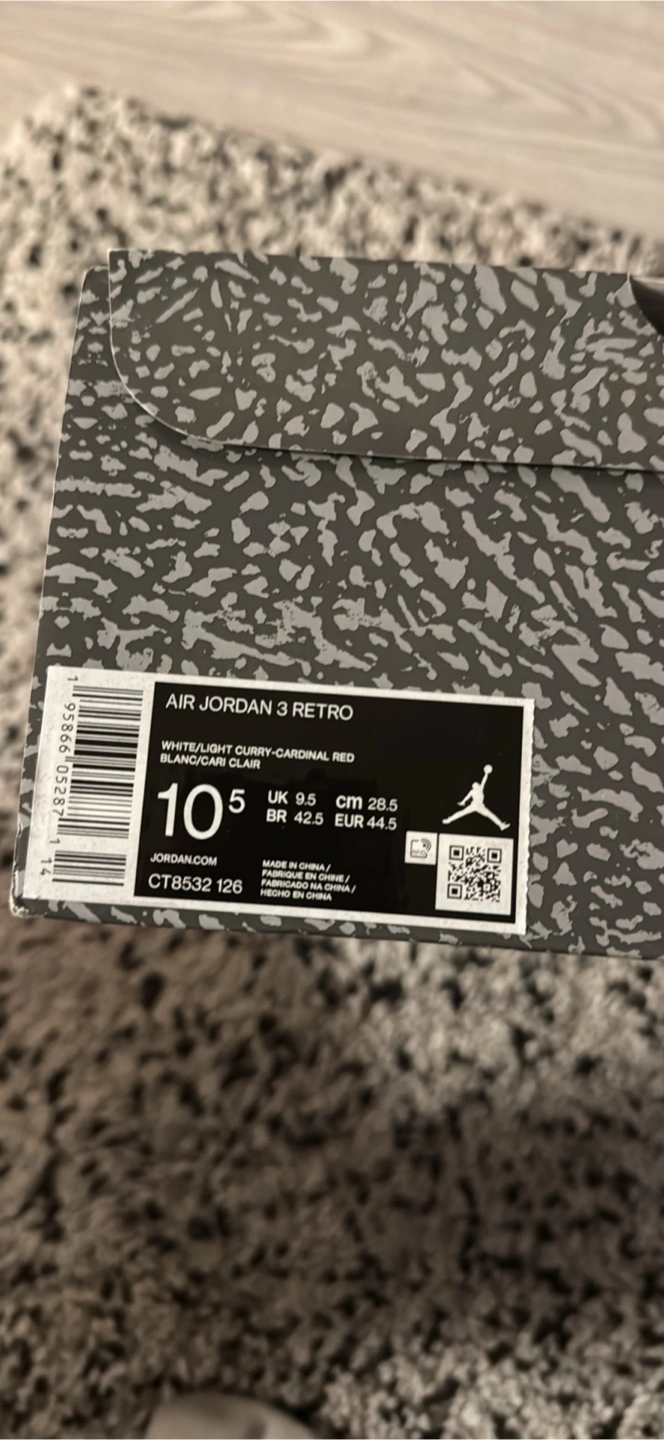 AIR JORDAN 3 RETRO
WHITE/LIGHT CURRY-CARDINAL RED
BLANC/CARI CLAIR
10⁵
UK 9.5 cm 28.5
BR 42.5 EUR 44.5
JORDAN.COM
CT8532 126
MADE IN CHINA /
FABRIQUE EN CHINE /
FABRICADO NA CHINA /
HECHO EN CHINA
1 95866 05287 1 14